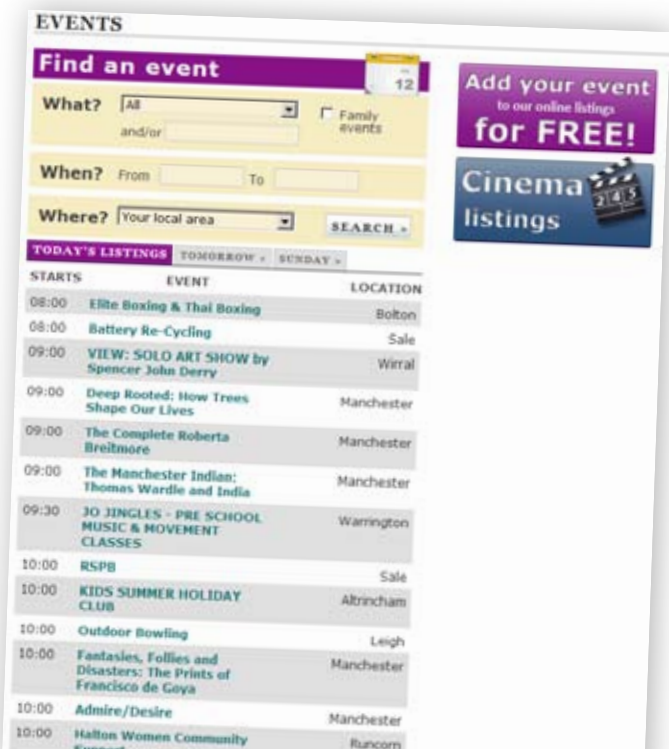 EVENTS
Find an event
12
What? All
and/or
Family
events
When? From To
Where? Your local area
SEARCH »
Add your event
to our online listings
for FREE!
Cinema
listings
245
TODAY'S LISTINGS TOMORROW » SUNDAY »
STARTS EVENT LOCATION
08:00 Elite Boxing & Thai Boxing Bolton
08:00 Battery Re-Cycling Sale
09:00 VIEW: SOLO ART SHOW by Wirral
Spencer John Derry
09:00 Deep Rooted: How Trees Manchester
Shape Our Lives
09:00 The Complete Roberta Manchester
Breitmore
09:00 The Manchester Indian: Manchester
Thomas Wardle and India
09:30 JO JINGLES - PRE SCHOOL Warrington
MUSIC & MOVEMENT
CLASSES
10:00 RSPB Sale
10:00 KIDS SUMMER HOLIDAY Altrincham
CLUB
10:00 Outdoor Bowling Leigh
10:00 Fantasies, Follies and Manchester
Disasters: The Prints of
Francisco de Goya
10:00 Admire/Desire Manchester
10:00 Halton Women Community Runcorn